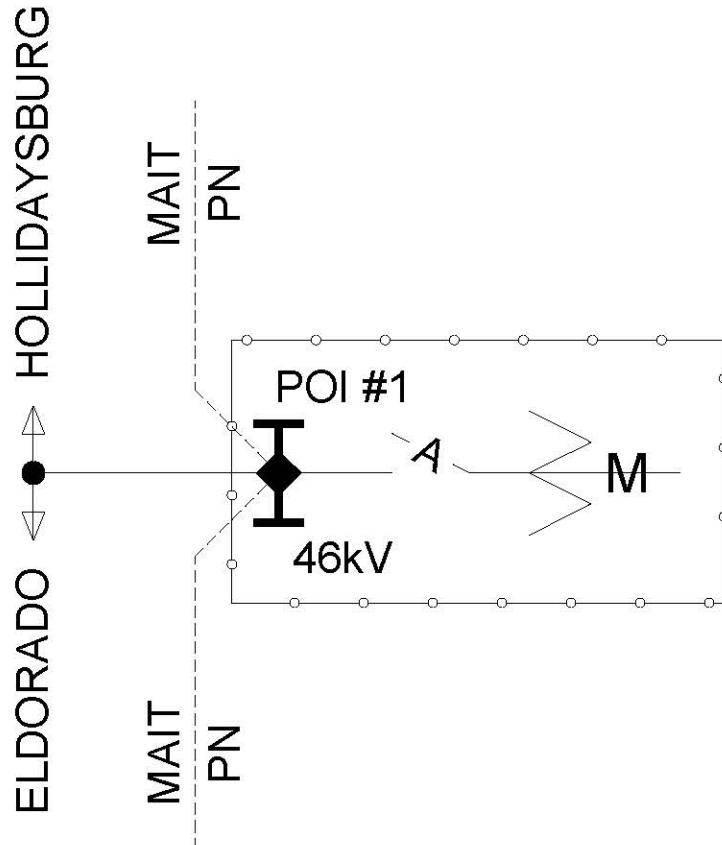 HOLLIDAYSBURG
MAIT
PN
POI #1
A
M
46kV
ELDORADO
MAIT
PN